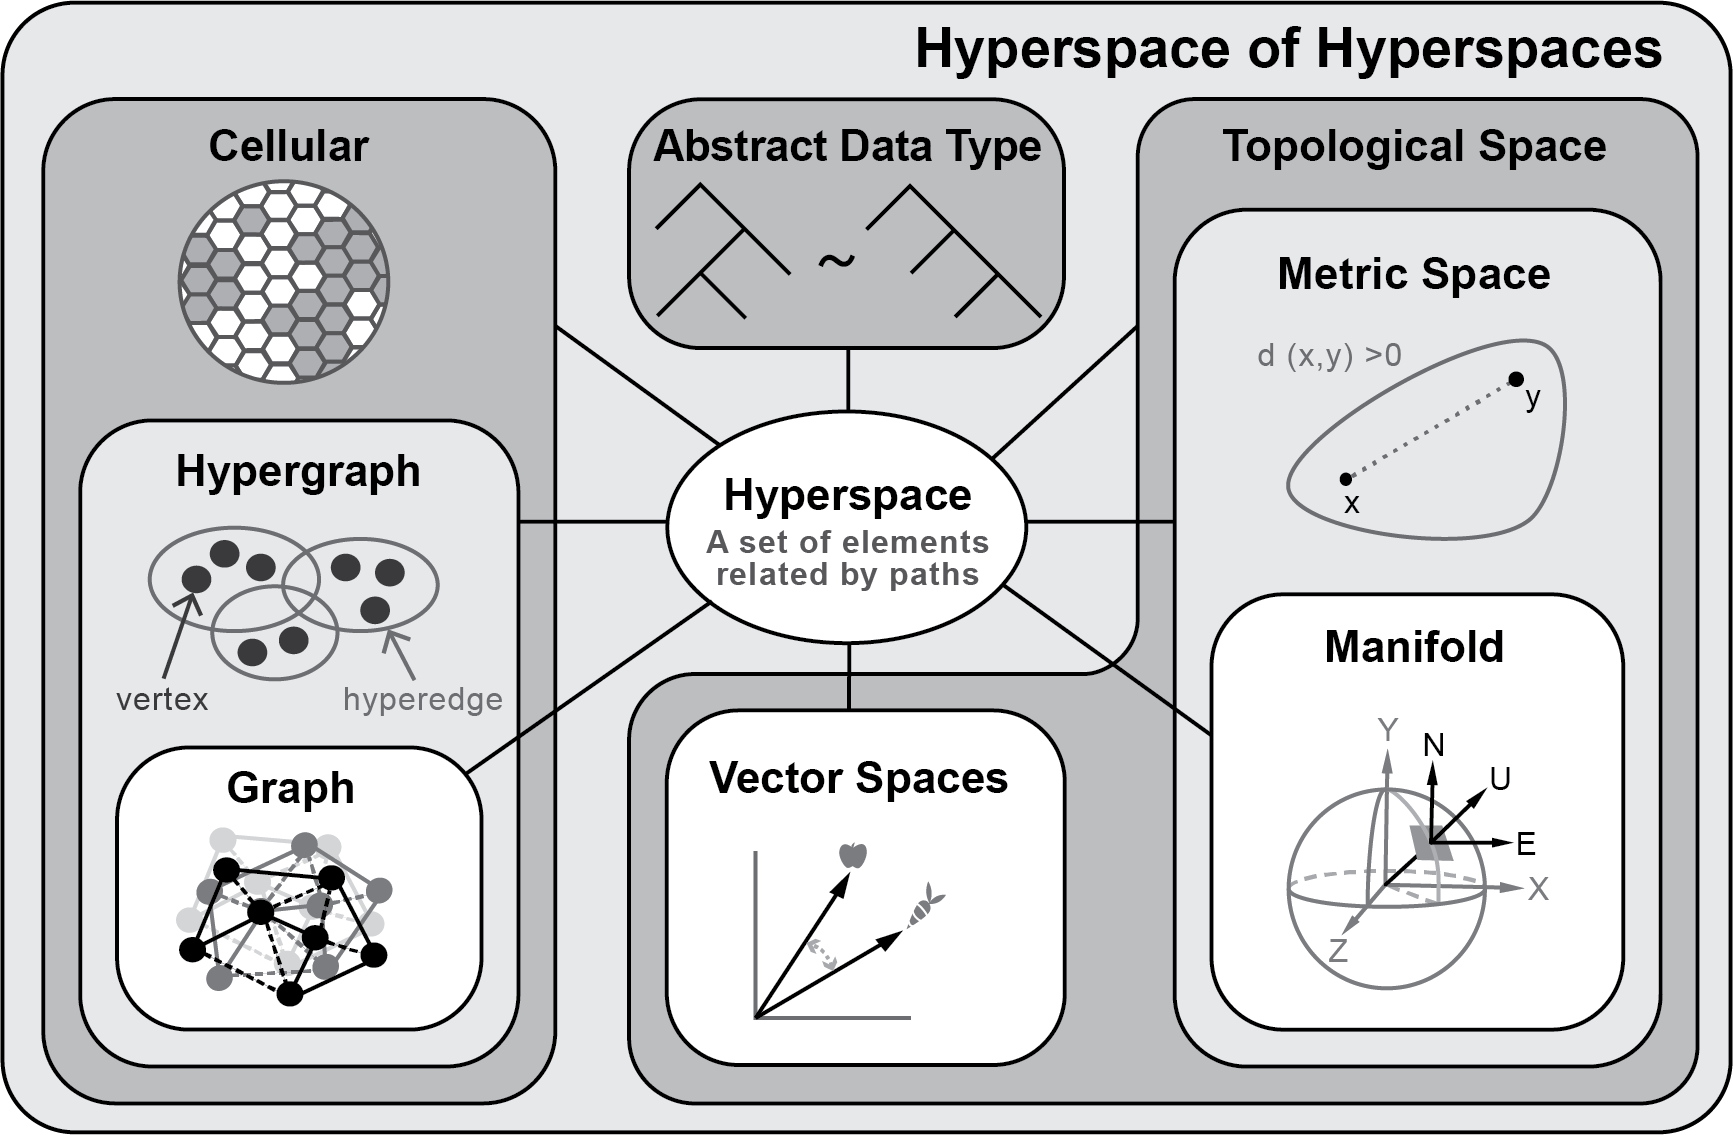 Hyperspace of Hyperspaces
Cellular
Abstract Data Type
~
Topological Space
Metric Space
d (x,y) >0
y
x
Hypergraph
vertex
hyperedge
Hyperspace
A set of elements
related by paths
Graph
Vector Spaces
Manifold
Y
N
U
E
X
Z